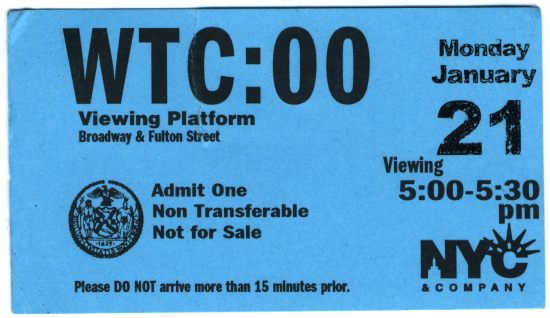 WTC:00
Viewing Platform
Broadway & Fulton Street
Monday
January
21
Viewing
5:00-5:30
pm
Admit One
Non Transferable
Not for Sale
Please DO NOT arrive more than 15 minutes prior.
NYC
& COMPANY